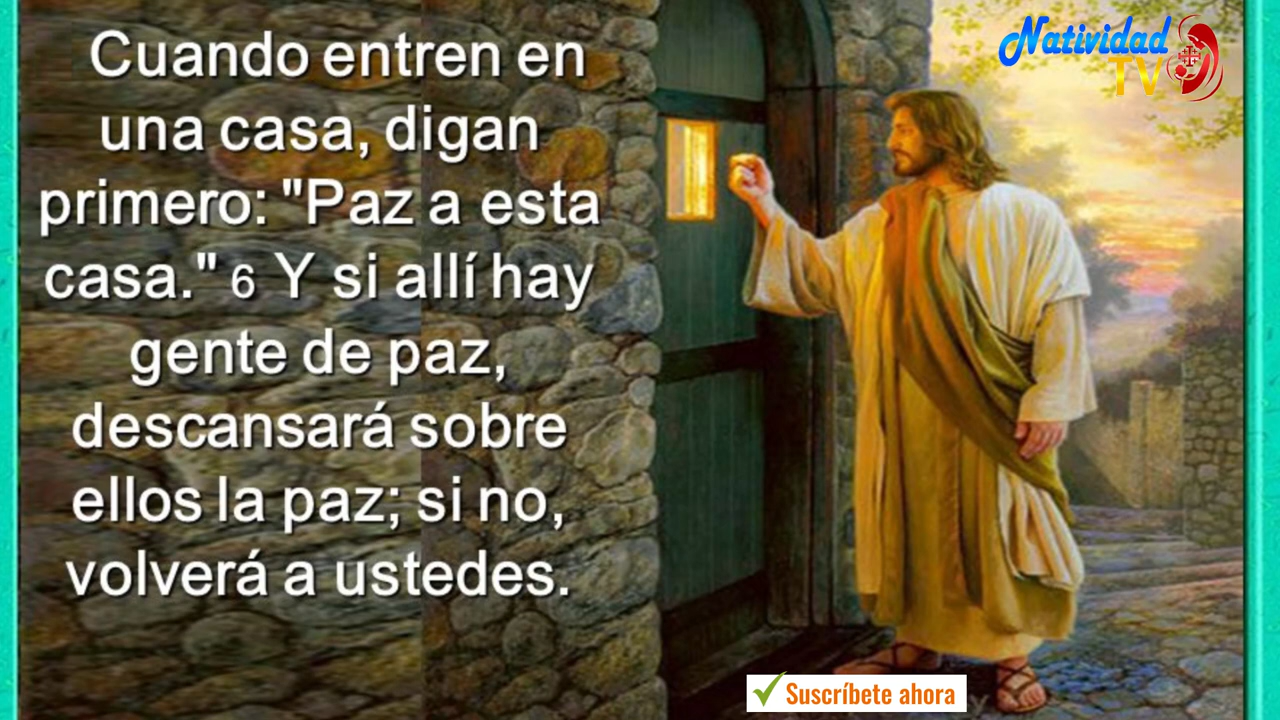 Cuando entren en
una casa, digan
primero: "Paz a esta
casa." 6 Y si allí hay
gente de paz,
descansará sobre
ellos la paz; si no,
volverá a ustedes.
Natividad
TV
Suscríbete ahora